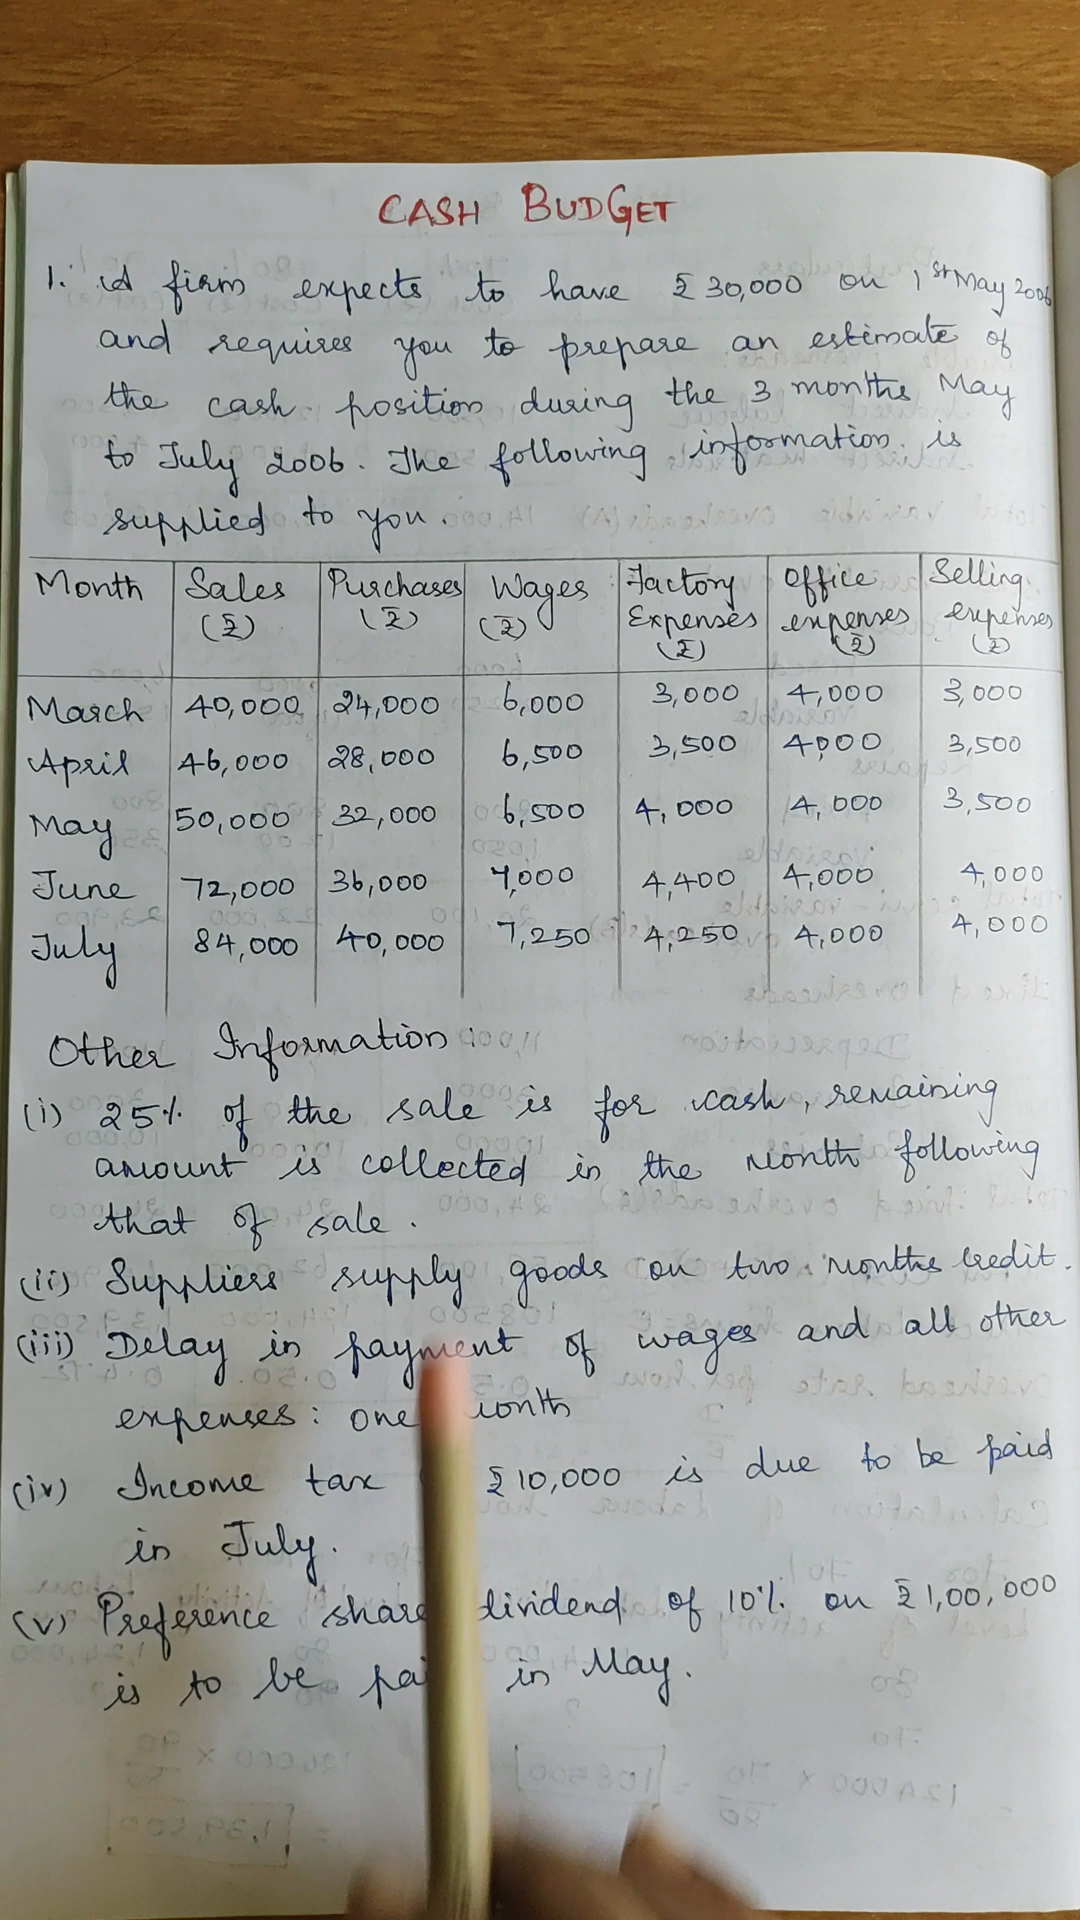 CASH BUDGET
1. A firm expects to have ₹ 30,000 on 1st May 2006
and requires you to prepare an estimate of
the cash position during the 3 months May
to July 2006. The following information is
supplied to you.
Month Sales (₹) Purchases (₹) Wages (₹) Factory Expenses (₹) Office expenses (₹) Selling expenses (₹)
March 40,000 24,000 6,000 3,000 4,000 3,000
April 46,000 28,000 6,500 3,500 4000 3,500
May 50,000 32,000 6,500 4,000 4,000 3,500
June 72,000 36,000 7,000 4,400 4,000 4,000
July 84,000 40,000 7,250 4,250 4,000 4,000
Other Information:
(i) 25% of the sale is for cash, remaining
amount is collected in the month following
that of sale.
(ii) Suppliers supply goods on two months credit.
(iii) Delay in payment of wages and all other
expenses: one month
(iv) Income tax ₹ 10,000 is due to be paid
in July.
(v) Preference share dividend of 10% on ₹ 1,00,000
is to be paid in May.